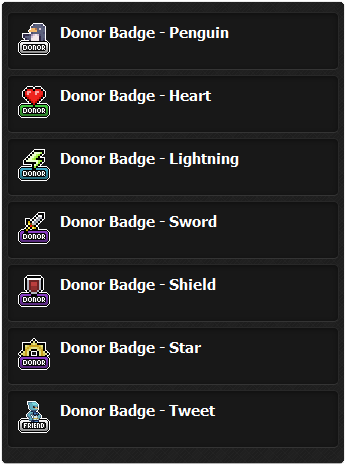 Donor Badge - Penguin
DONOR
Donor Badge - Heart
DONOR
Donor Badge - Lightning
DONOR
Donor Badge - Sword
DONOR
Donor Badge - Shield
DONOR
Donor Badge - Star
DONOR
Donor Badge - Tweet
FRIEND